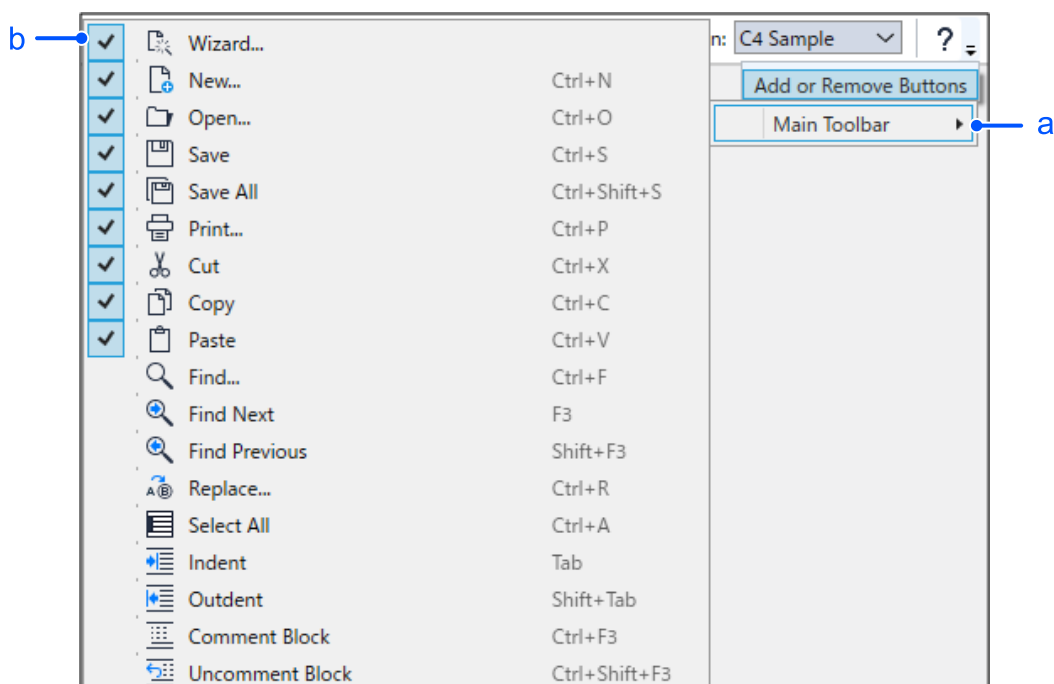 b
Wizard...
n: C4 Sample ?
New... Ctrl+N
Add or Remove Buttons
Open... Ctrl+O
Main Toolbar
a
Save Ctrl+S
Save All Ctrl+Shift+S
Print... Ctrl+P
Cut Ctrl+X
Copy Ctrl+C
Paste Ctrl+V
Find... Ctrl+F
Find Next F3
Find Previous Shift+F3
Replace... Ctrl+R
Select All Ctrl+A
Indent Tab
Outdent Shift+Tab
Comment Block Ctrl+F3
Uncomment Block Ctrl+Shift+F3